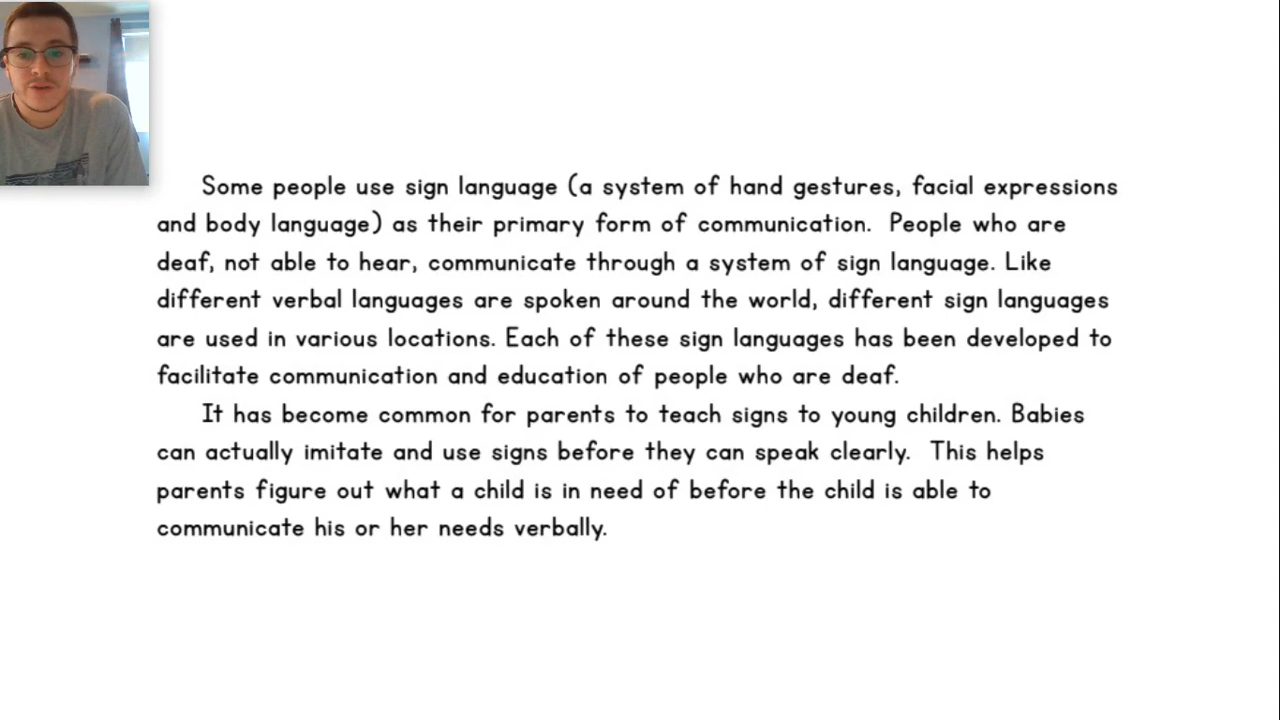 Some people use sign language (a system of hand gestures, facial expressions
and body language) as their primary form of communication.  People who are
deaf, not able to hear, communicate through a system of sign language. Like
different verbal languages are spoken around the world, different sign languages
are used in various locations. Each of these sign languages has been developed to
facilitate communication and education of people who are deaf.
It has become common for parents to teach signs to young children. Babies
can actually imitate and use signs before they can speak clearly.  This helps
parents figure out what a child is in need of before the child is able to
communicate his or her needs verbally.